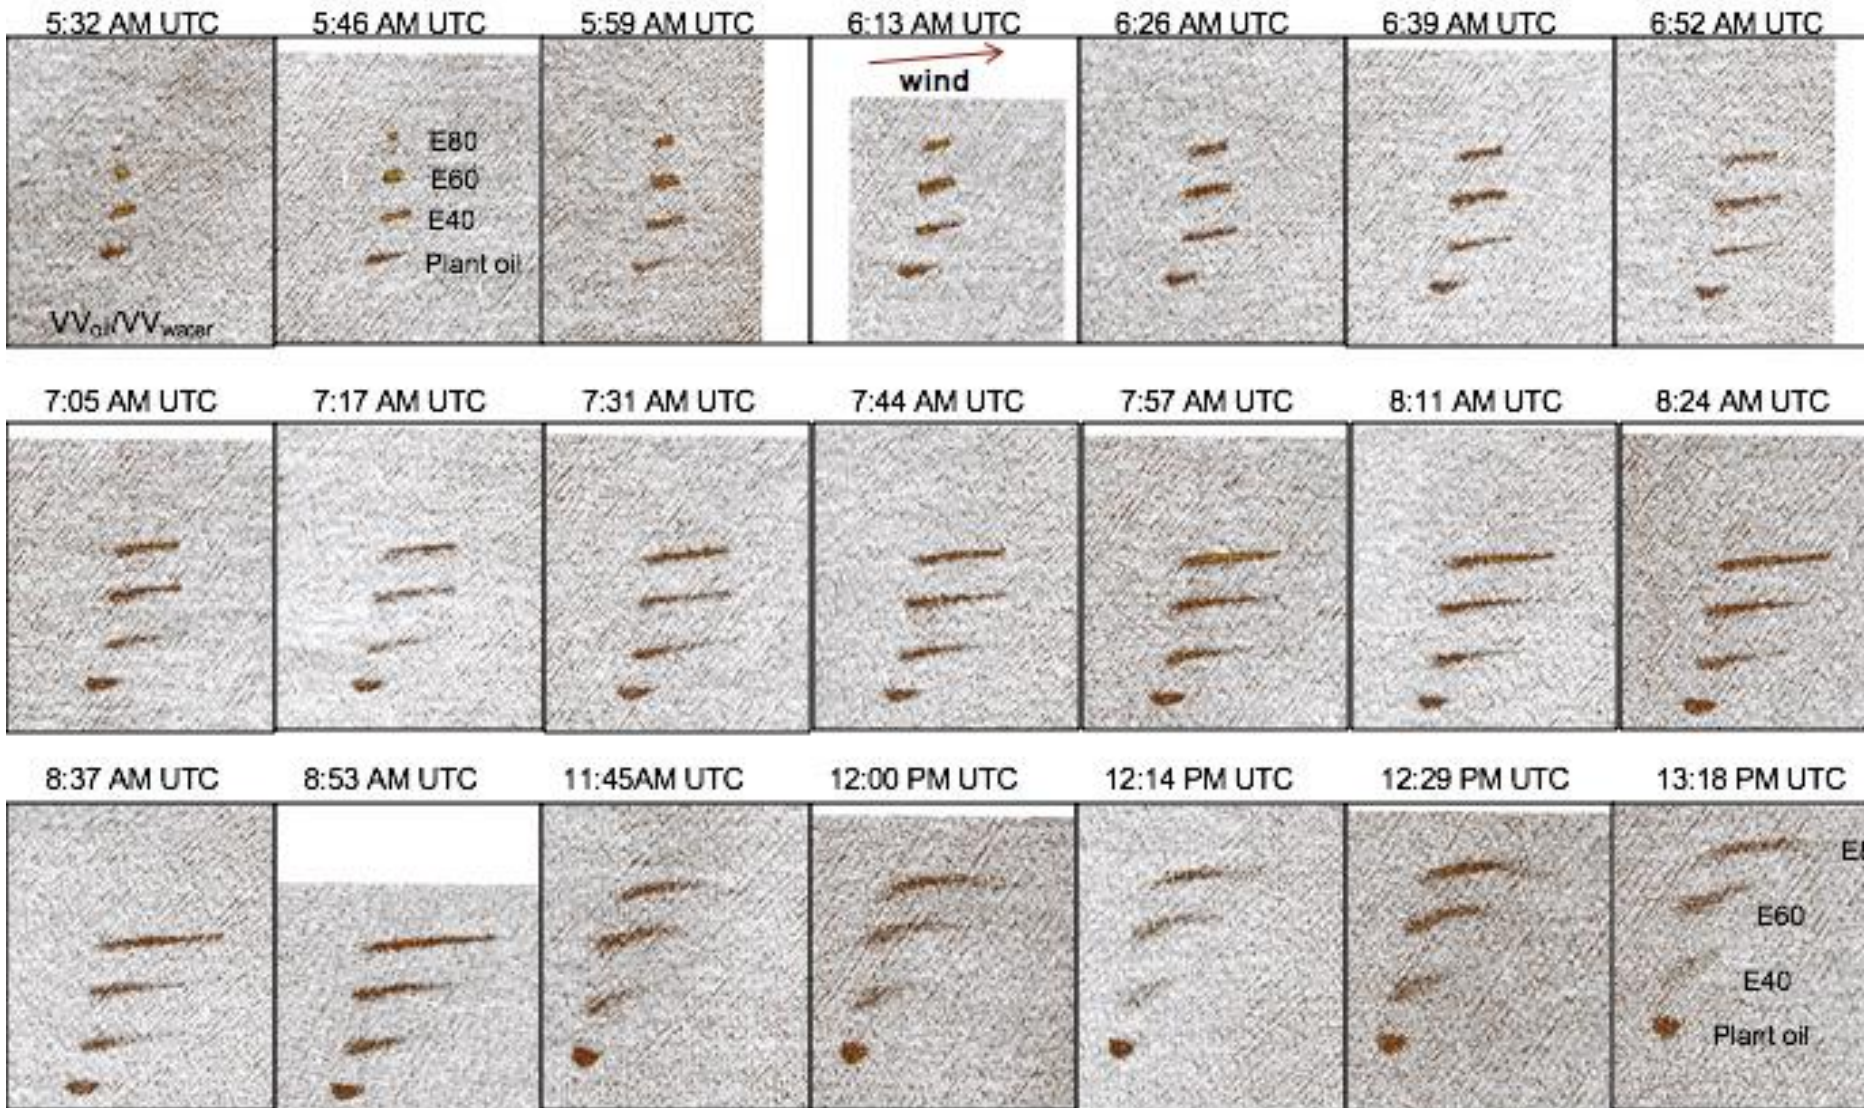 5:32 AM UTC
5:46 AM UTC
5:59 AM UTC
6:13 AM UTC
6:26 AM UTC
6:39 AM UTC
6:52 AM UTC
wind
E80
E60
E40
Plant oil
VVoil/VVwater
7:05 AM UTC
7:17 AM UTC
7:31 AM UTC
7:44 AM UTC
7:57 AM UTC
8:11 AM UTC
8:24 AM UTC
8:37 AM UTC
8:53 AM UTC
11:45AM UTC
12:00 PM UTC
12:14 PM UTC
12:29 PM UTC
13:18 PM UTC
E60
E40
Plant oil